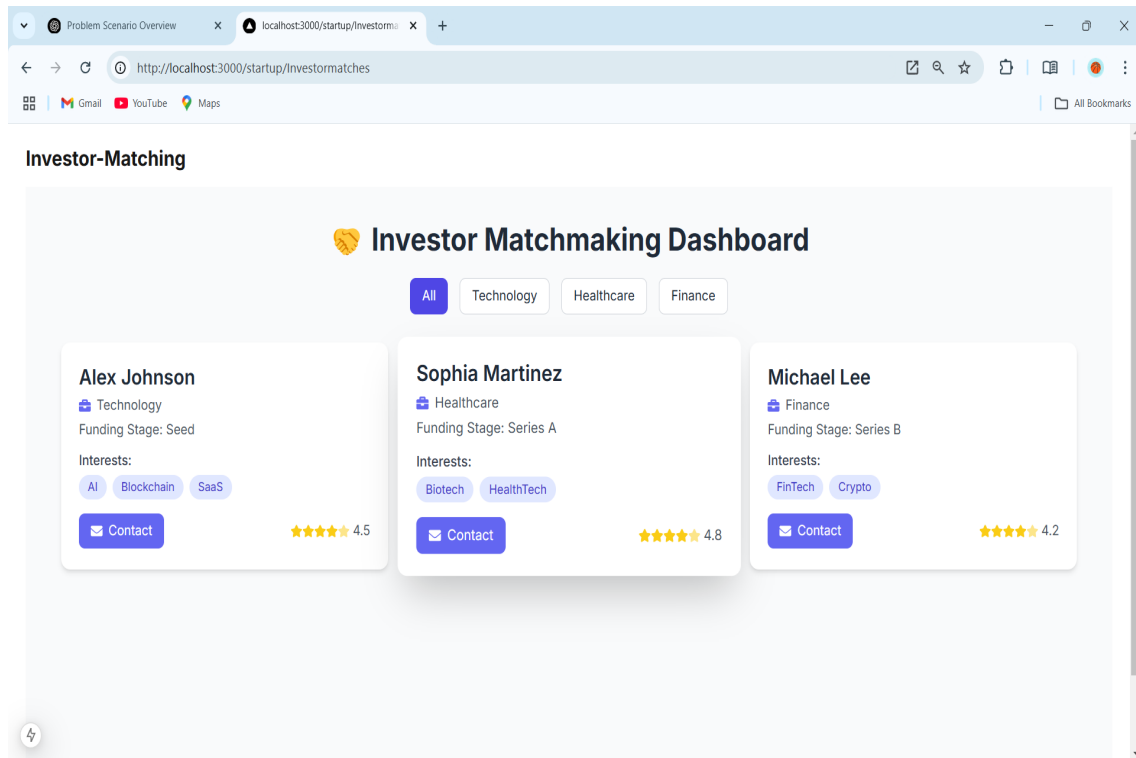 Problem Scenario Overview
localhost:3000/startup/Investorma
http://localhost:3000/startup/Investormatches
Gmail YouTube Maps All Bookmarks
Investor-Matching
Investor Matchmaking Dashboard
All Technology Healthcare Finance
Alex Johnson
Technology
Funding Stage: Seed
Interests:
AI Blockchain SaaS
Contact 4.5
Sophia Martinez
Healthcare
Funding Stage: Series A
Interests:
Biotech HealthTech
Contact 4.8
Michael Lee
Finance
Funding Stage: Series B
Interests:
FinTech Crypto
Contact 4.2